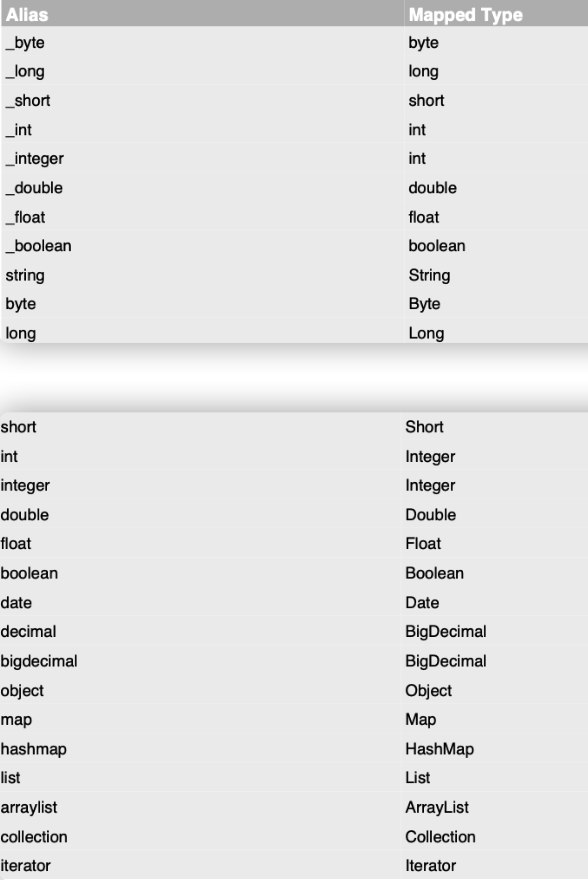 Alias Mapped Type
_byte byte
_long long
_short short
_int int
_integer int
_double double
_float float
_boolean boolean
string String
byte Byte
long Long
short Short
int Integer
integer Integer
double Double
float Float
boolean Boolean
date Date
decimal BigDecimal
bigdecimal BigDecimal
object Object
map Map
hashmap HashMap
list List
arraylist ArrayList
collection Collection
iterator Iterator